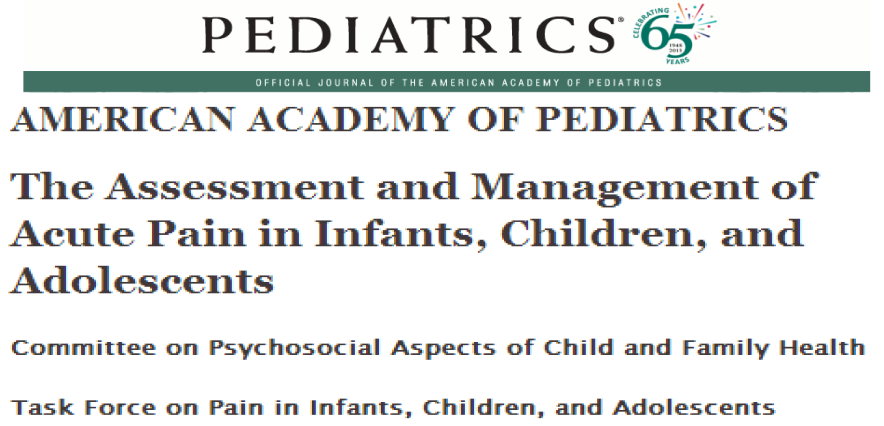 PEDIATRICS®
CELEBRATING 65 YEARS
1948
2013
OFFICIAL JOURNAL OF THE AMERICAN ACADEMY OF PEDIATRICS
AMERICAN ACADEMY OF PEDIATRICS
The Assessment and Management of
Acute Pain in Infants, Children, and
Adolescents
Committee on Psychosocial Aspects of Child and Family Health
Task Force on Pain in Infants, Children, and Adolescents